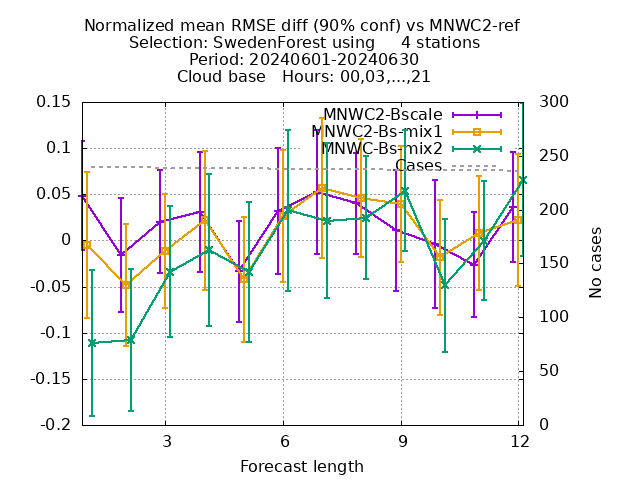 Normalized mean RMSE diff (90% conf) vs MNWC2-ref
Selection: SwedenForest using     4 stations
Period: 20240601-20240630
Cloud base   Hours: 00,03,...,21
MNWC2-Bscale
MNWC2-Bs-mix1
MNWC-Bs-mix2
Cases
0.15
0.1
0.05
0
-0.05
-0.1
-0.15
-0.2
300
250
200
150
100
50
0
No cases
3
6
9
12
Forecast length